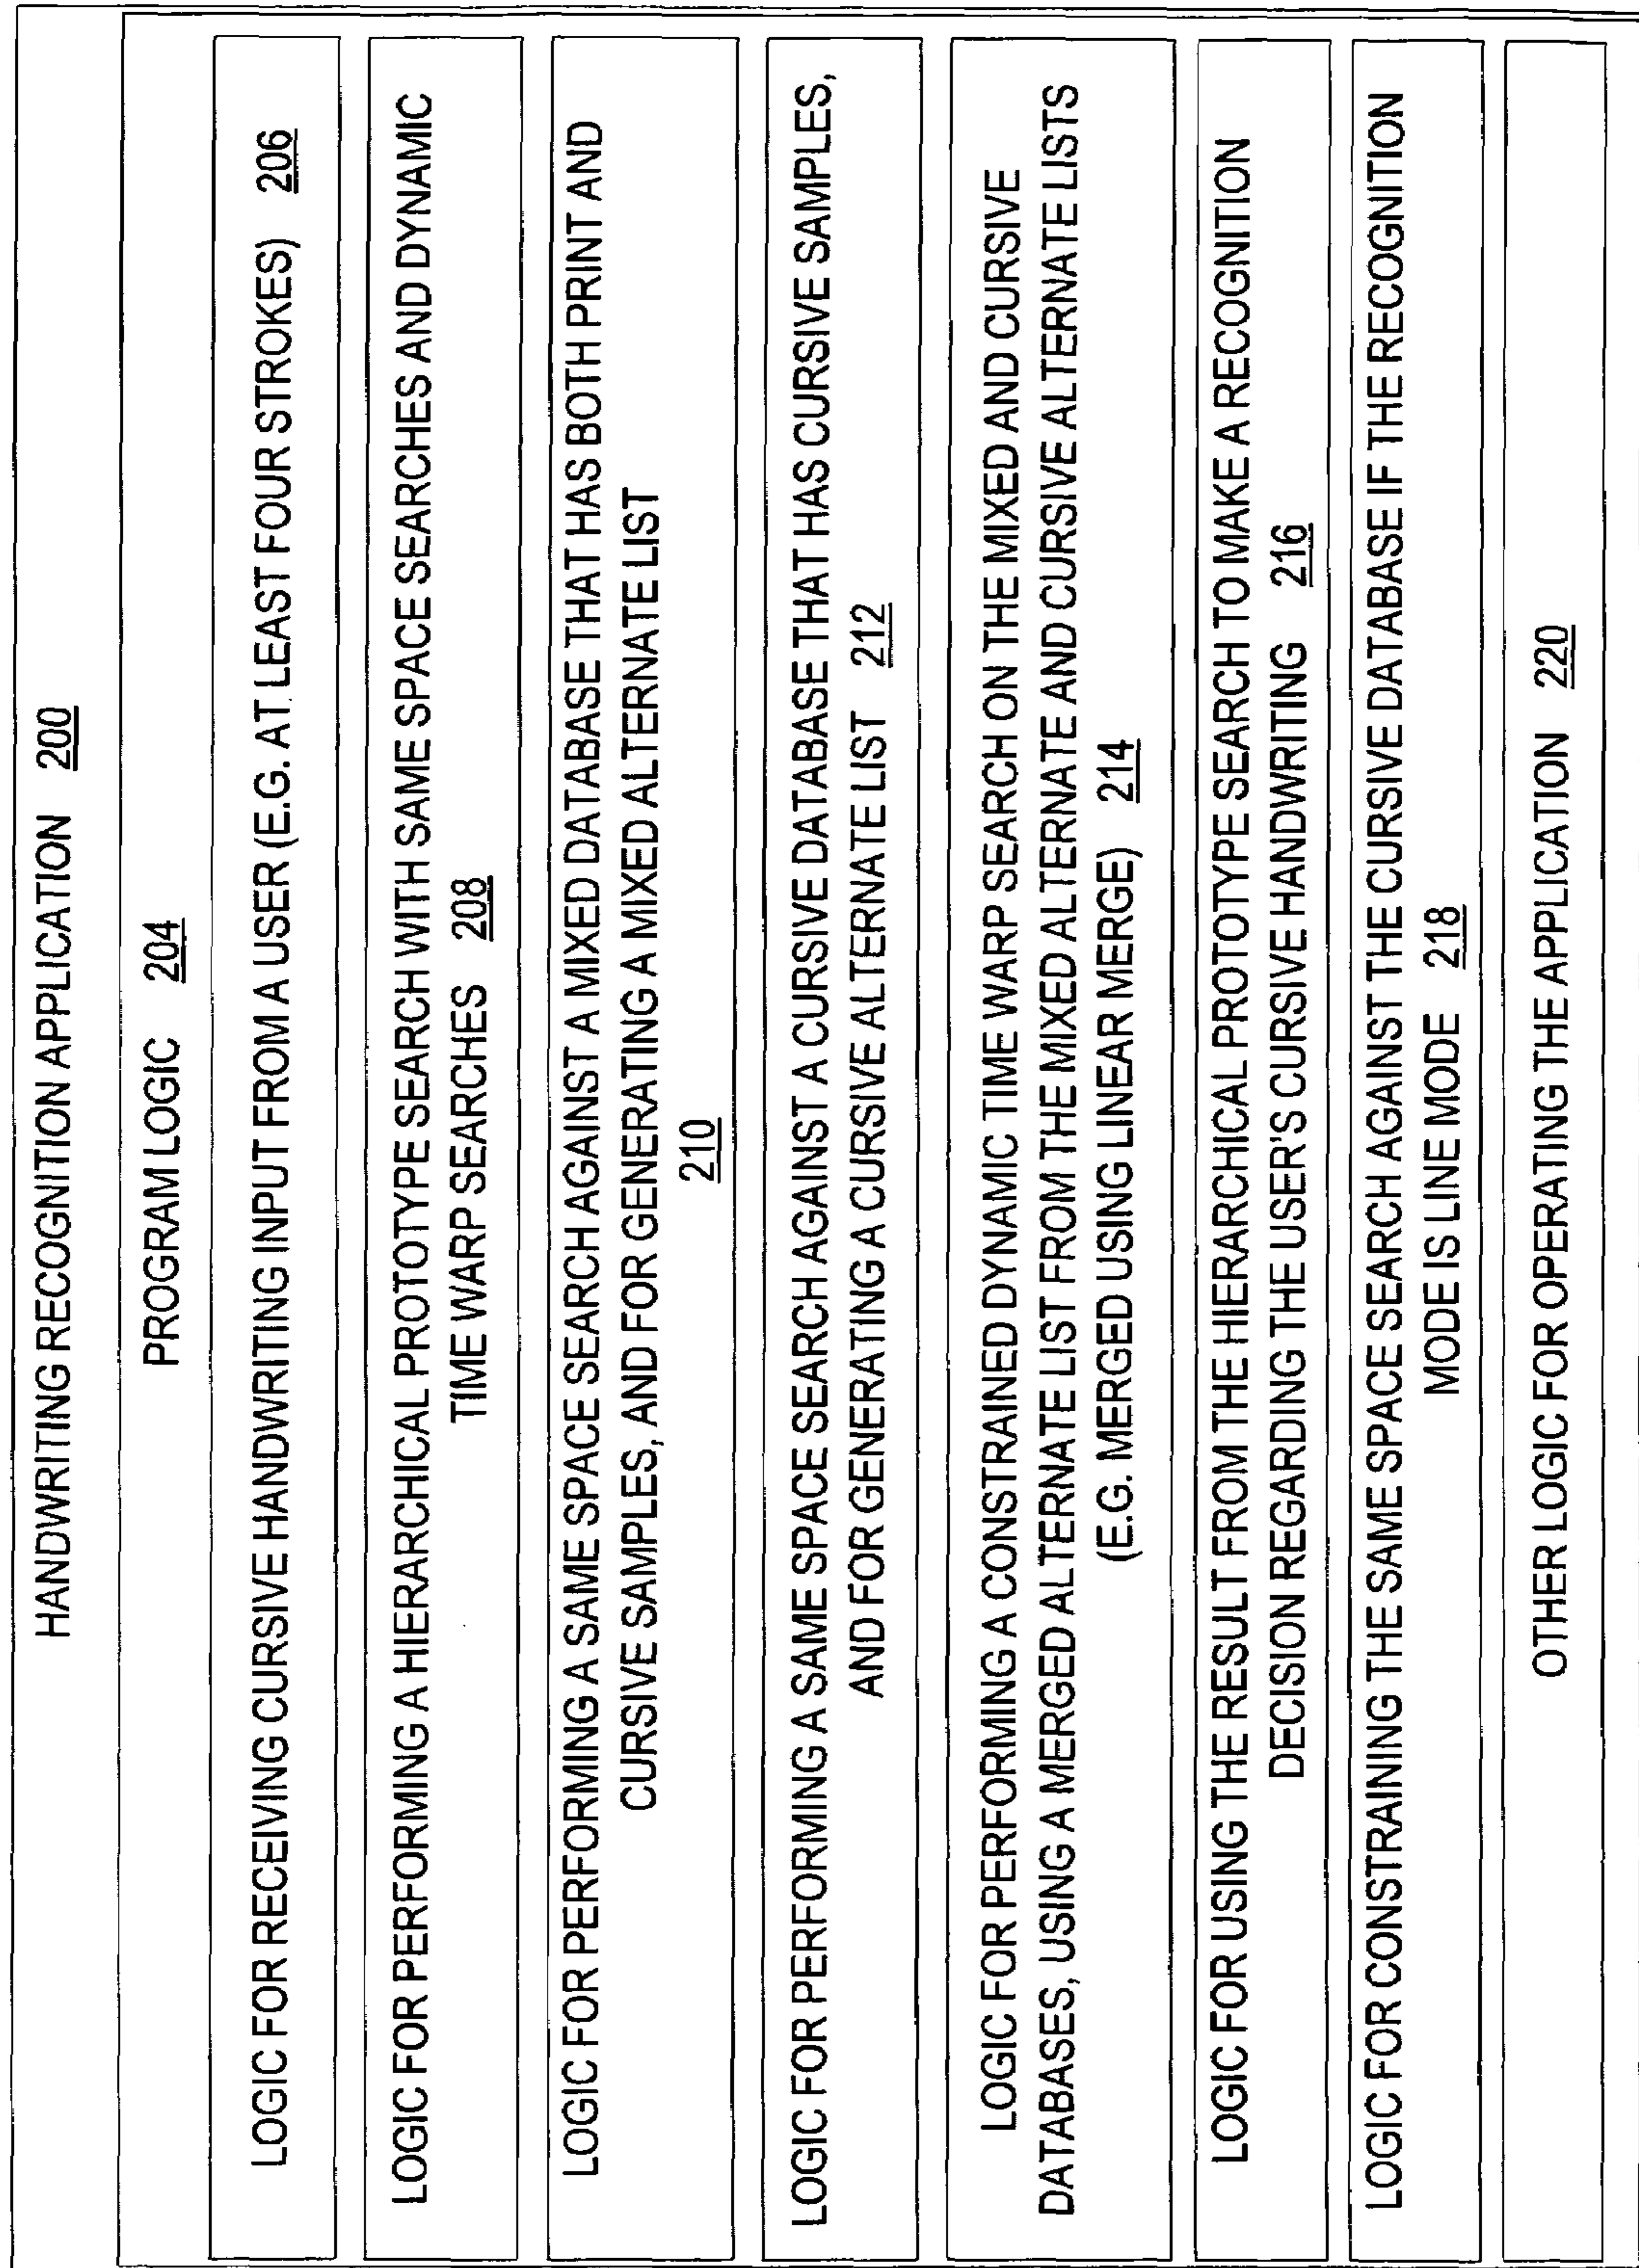 HANDWRITING RECOGNITION APPLICATION 200
PROGRAM LOGIC 204
LOGIC FOR RECEIVING CURSIVE HANDWRITING INPUT FROM A USER (E.G. AT LEAST FOUR STROKES) 206
LOGIC FOR PERFORMING A HIERARCHICAL PROTOTYPE SEARCH WITH SAME SPACE SEARCHES AND DYNAMIC
TIME WARP SEARCHES 208
LOGIC FOR PERFORMING A SAME SPACE SEARCH AGAINST A MIXED DATABASE THAT HAS BOTH PRINT AND
CURSIVE SAMPLES, AND FOR GENERATING A MIXED ALTERNATE LIST
210
LOGIC FOR PERFORMING A SAME SPACE SEARCH AGAINST A CURSIVE DATABASE THAT HAS CURSIVE SAMPLES,
AND FOR GENERATING A CURSIVE ALTERNATE LIST 212
LOGIC FOR PERFORMING A CONSTRAINED DYNAMIC TIME WARP SEARCH ON THE MIXED AND CURSIVE
DATABASES, USING A MERGED ALTERNATE LIST FROM THE MIXED ALTERNATE AND CURSIVE ALTERNATE LISTS
(E.G. MERGED USING LINEAR MERGE) 214
LOGIC FOR USING THE RESULT FROM THE HIERARCHICAL PROTOTYPE SEARCH TO MAKE A RECOGNITION
DECISION REGARDING THE USER'S CURSIVE HANDWRITING 216
LOGIC FOR CONSTRAINING THE SAME SPACE SEARCH AGAINST THE CURSIVE DATABASE IF THE RECOGNITION
MODE IS LINE MODE 218
OTHER LOGIC FOR OPERATING THE APPLICATION 220